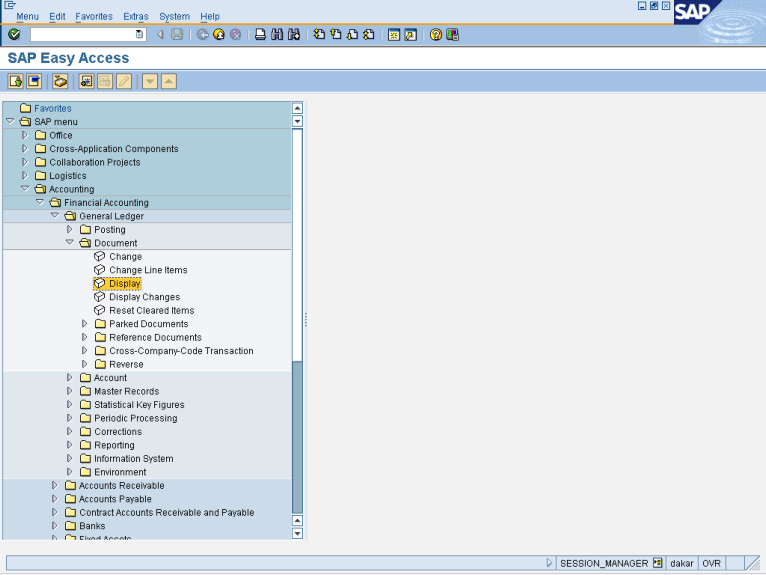 Menu Edit Favorites Extras System Help
SAP
SAP Easy Access
Favorites
SAP menu
Office
Cross-Application Components
Collaboration Projects
Logistics
Accounting
Financial Accounting
General Ledger
Posting
Document
Change
Change Line Items
Display
Display Changes
Reset Cleared Items
Parked Documents
Reference Documents
Cross-Company-Code Transaction
Reverse
Account
Master Records
Statistical Key Figures
Periodic Processing
Corrections
Reporting
Information System
Environment
Accounts Receivable
Accounts Payable
Contract Accounts Receivable and Payable
Banks
Fixed Assets
SESSION_MANAGER dakar OVR